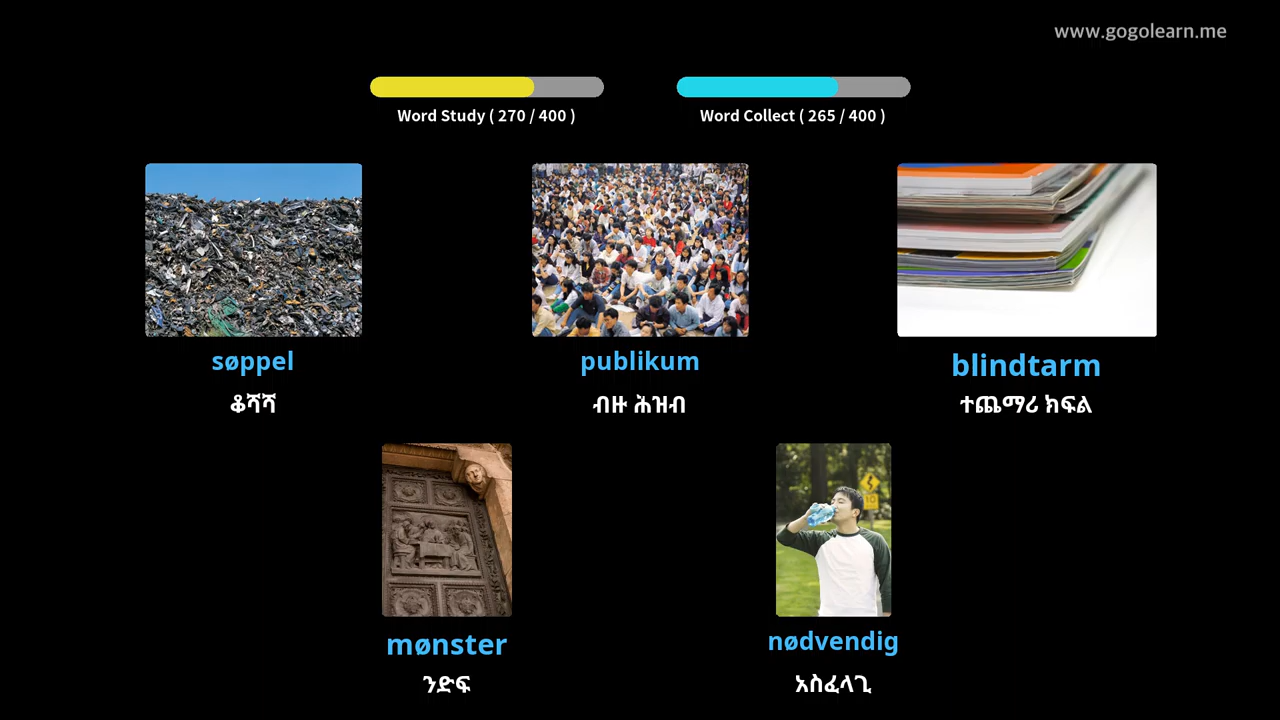 www.gogolearn.me
Word Study ( 270 / 400 )
Word Collect ( 265 / 400 )
søppel
ቆሻሻ
publikum
ብዙ ሕዝብ
blindtarm
ተጨማሪ ክፍል
mønster
ንድፍ
nødvendig
አስፈላጊ